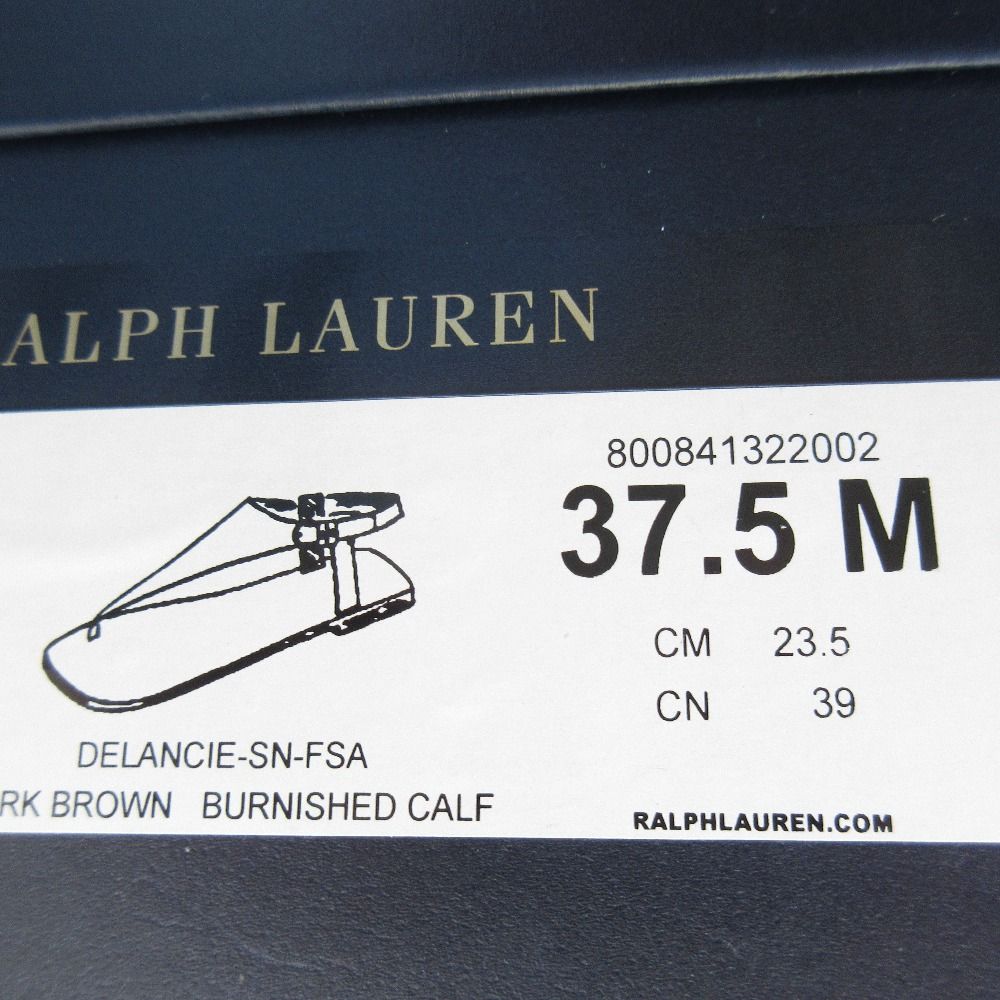 ALPH LAUREN
800841322002
37.5 M
CM 23.5
CN 39
DELANCIE-SN-FSA
RK BROWN BURNISHED CALF
RALPHLAUREN.COM